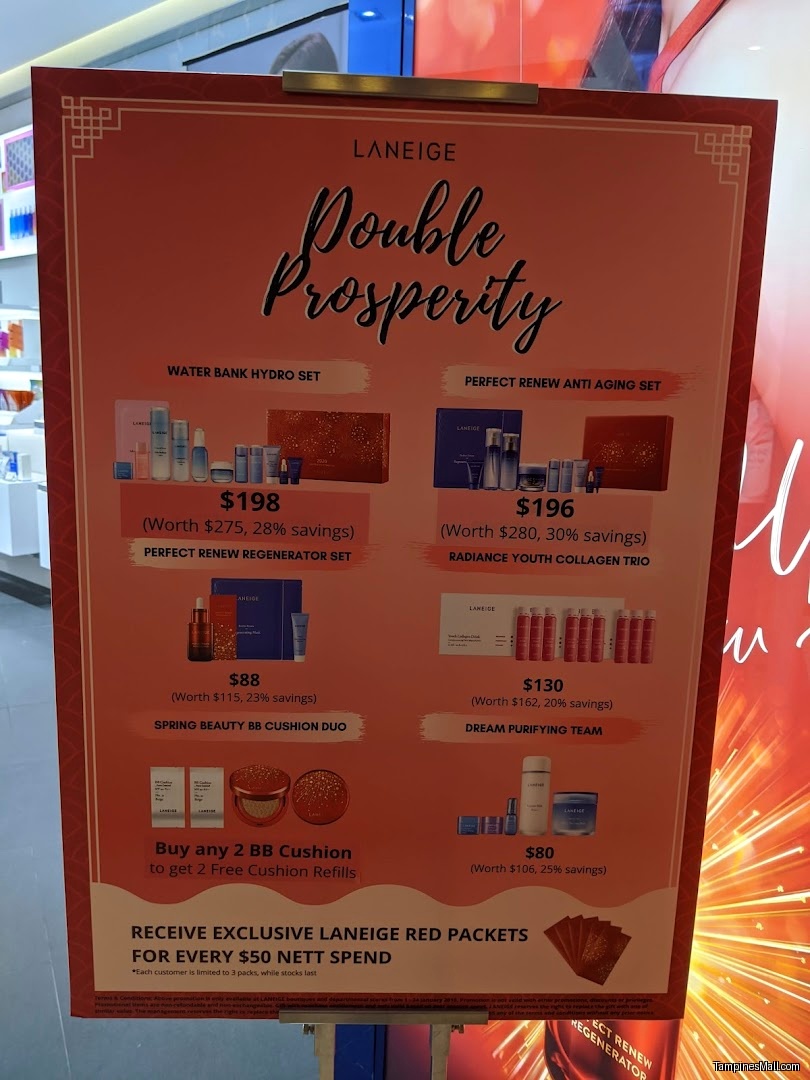 LANEIGE
Double
Prosperity
WATER BANK HYDRO SET
$198
(Worth $275, 28% savings)
PERFECT RENEW ANTI AGING SET
$196
(Worth $280, 30% savings)
PERFECT RENEW REGENERATOR SET
LANEIGE
$88
(Worth $115, 23% savings)
RADIANCE YOUTH COLLAGEN TRIO
LANEIGE
$130
(Worth $162, 20% savings)
SPRING BEAUTY BB CUSHION DUO
Buy any 2 BB Cushion
to get 2 Free Cushion Refills
DREAM PURIFYING TEAM
$80
(Worth $106, 25% savings)
RECEIVE EXCLUSIVE LANEIGE RED PACKETS
FOR EVERY $50 NETT SPEND
*Each customer is limited to 3 packs, while stocks last
RENEW
REGENERATOR
TampinesMall.com